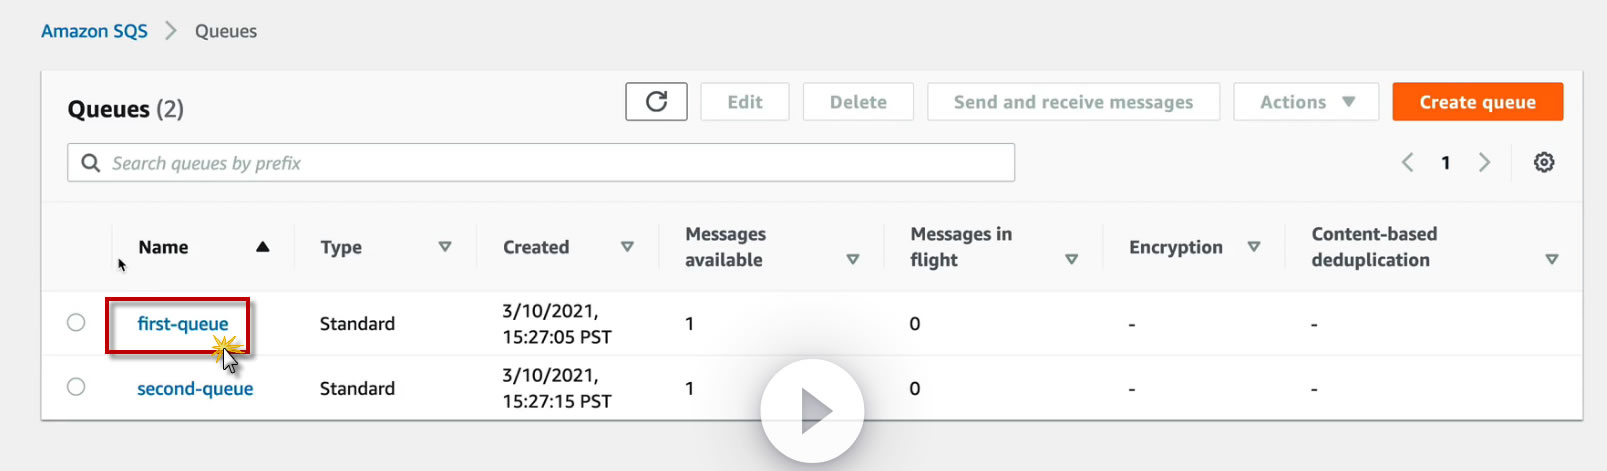 Amazon SQS > Queues
Queues (2)
Edit
Delete
Send and receive messages
Actions
Create queue
Search queues by prefix
1
Name
Type
Created
Messages
available
Messages in
flight
Encryption
Content-based
deduplication
first-queue
Standard
3/10/2021,
15:27:05 PST
1
0
-
-
second-queue
Standard
3/10/2021,
15:27:15 PST
1
0
-
-